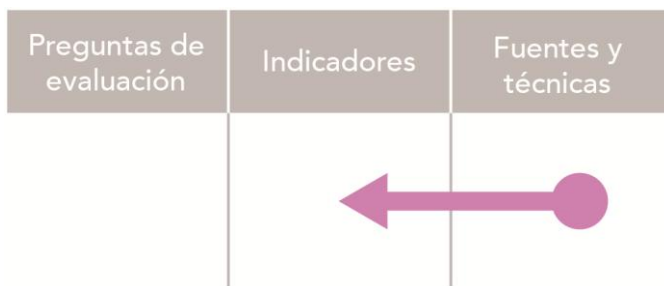 Preguntas de
evaluación
Indicadores
Fuentes y
técnicas